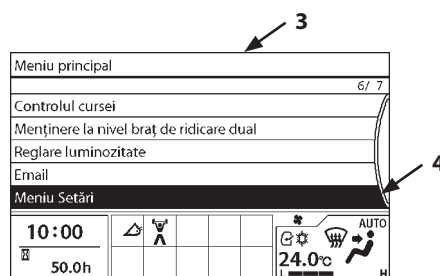 3
Meniu principal
6/ 7
Controlul cursei
Menținere la nivel braț de ridicare dual
Reglare luminozitate
Email
Meniu Setări
4
10:00
50.0h
AUTO
24.0℃
L
H